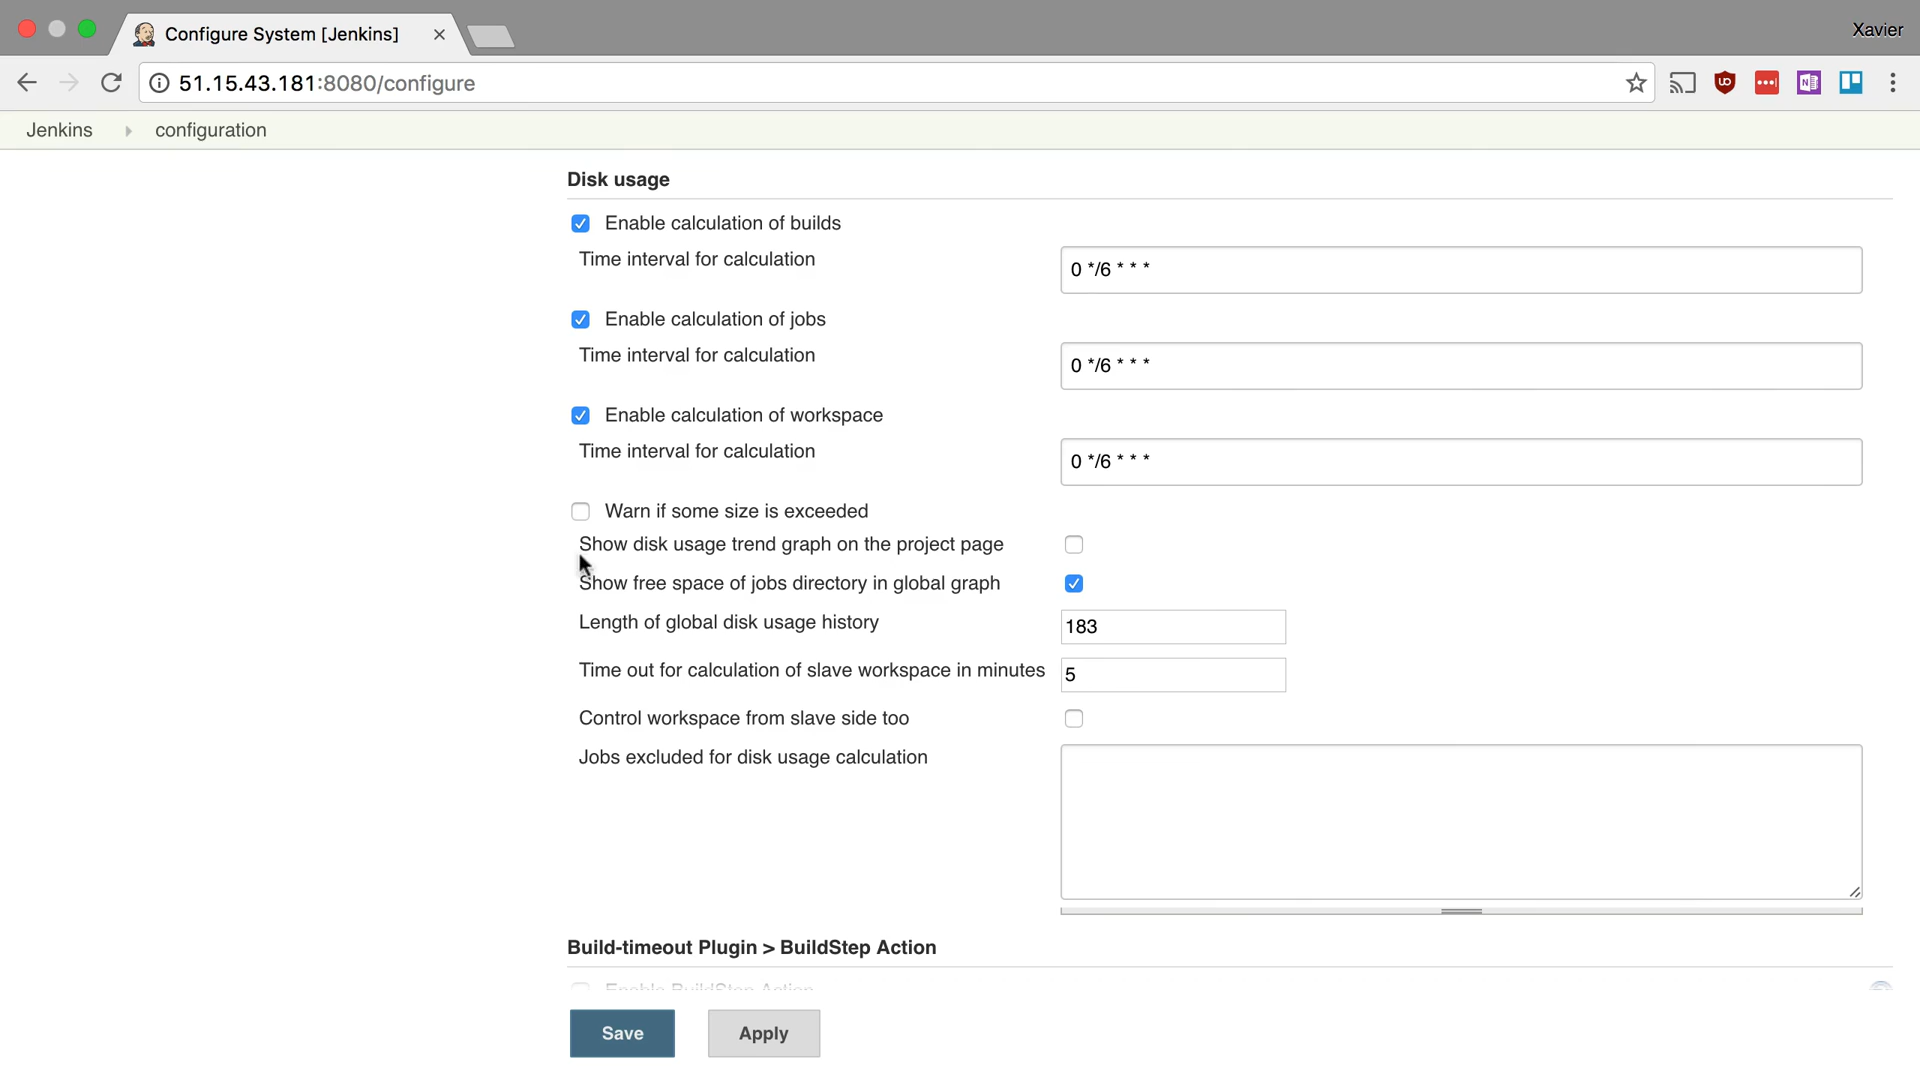 Configure System [Jenkins]
Xavier
51.15.43.181:8080/configure
Jenkins configuration
Disk usage
Enable calculation of builds
Time interval for calculation 0 */6 * * *
Enable calculation of jobs
Time interval for calculation 0 */6 * * *
Enable calculation of workspace
Time interval for calculation 0 */6 * * *
Warn if some size is exceeded
Show disk usage trend graph on the project page
Show free space of jobs directory in global graph
Length of global disk usage history 183
Time out for calculation of slave workspace in minutes 5
Control workspace from slave side too
Jobs excluded for disk usage calculation
Build-timeout Plugin > BuildStep Action
Enable BuildStep Action
Save Apply